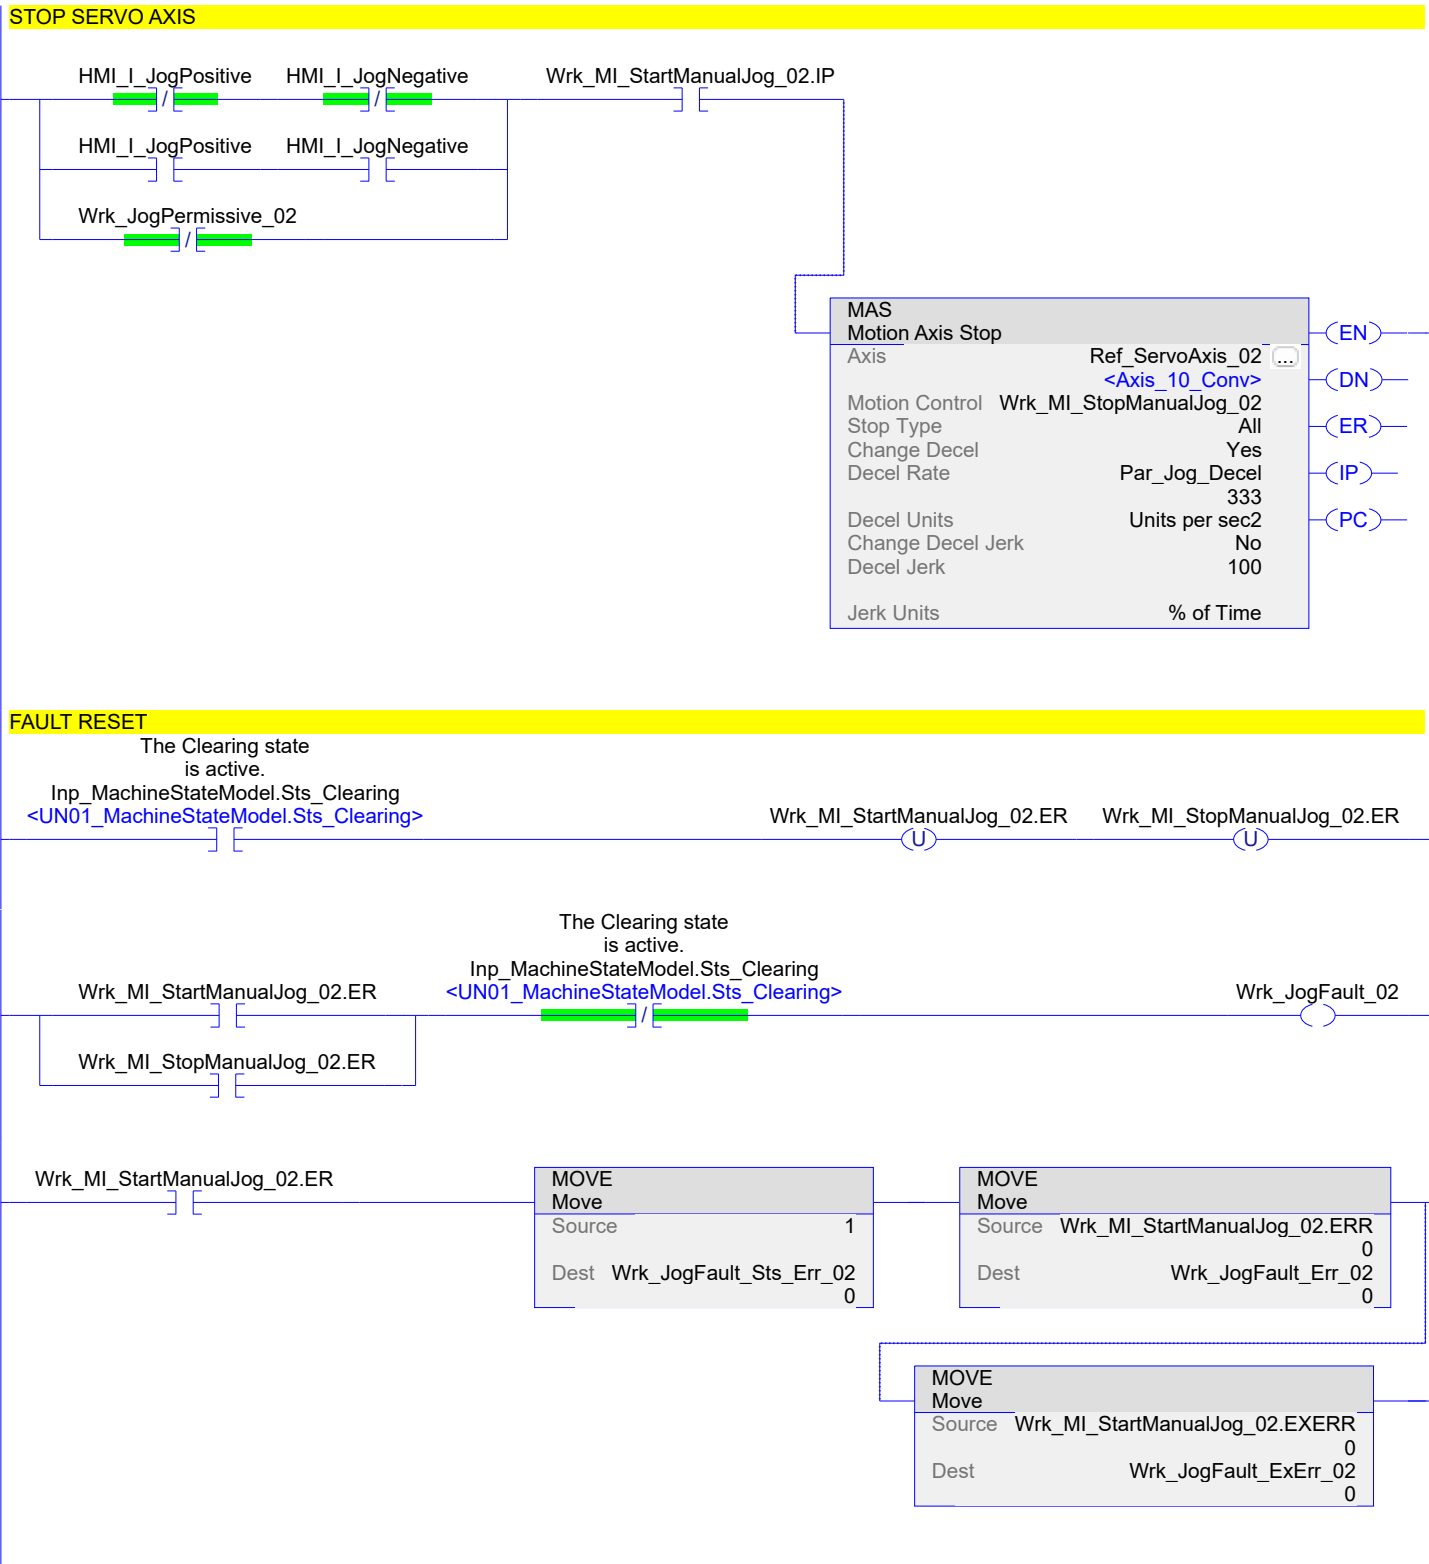 STOP SERVO AXIS
HMI_I_JogPositive HMI_I_JogNegative Wrk_MI_StartManualJog_02.IP
/ /
HMI_I_JogPositive HMI_I_JogNegative
Wrk_JogPermissive_02
/
MAS
Motion Axis Stop EN
Axis Ref_ServoAxis_02 ...
<Axis_10_Conv> DN
Motion Control Wrk_MI_StopManualJog_02
Stop Type All ER
Change Decel Yes
Decel Rate Par_Jog_Decel IP
333
Decel Units Units per sec2 PC
Change Decel Jerk No
Decel Jerk 100
Jerk Units % of Time
FAULT RESET
The Clearing state
is active.
Inp_MachineStateModel.Sts_Clearing
<UN01_MachineStateModel.Sts_Clearing> Wrk_MI_StartManualJog_02.ER Wrk_MI_StopManualJog_02.ER
U U
The Clearing state
is active.
Inp_MachineStateModel.Sts_Clearing
Wrk_MI_StartManualJog_02.ER <UN01_MachineStateModel.Sts_Clearing> Wrk_JogFault_02
/
Wrk_MI_StopManualJog_02.ER
Wrk_MI_StartManualJog_02.ER
MOVE
Move
Source 1
Dest Wrk_JogFault_Sts_Err_02
0
MOVE
Move
Source Wrk_MI_StartManualJog_02.ERR
0
Dest Wrk_JogFault_Err_02
0
MOVE
Move
Source Wrk_MI_StartManualJog_02.EXERR
0
Dest Wrk_JogFault_ExErr_02
0